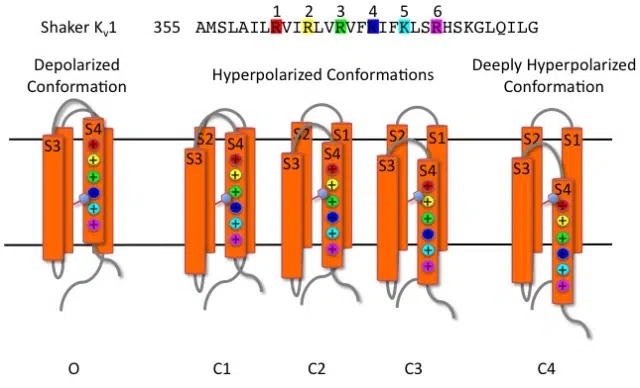 1 2 3 4 5 6
Shaker Kv1 355 AMSLAILRVIRLVRVFRIFKLSRHSKGLQILG
Depolarized
Conformation
Hyperpolarized Conformations
Deeply Hyperpolarized
Conformation
S3 S4
S2 S3 S4
S2 S1 S3 S4
S2 S1 S3 S4
S2 S1 S3 S4
O C1 C2 C3 C4